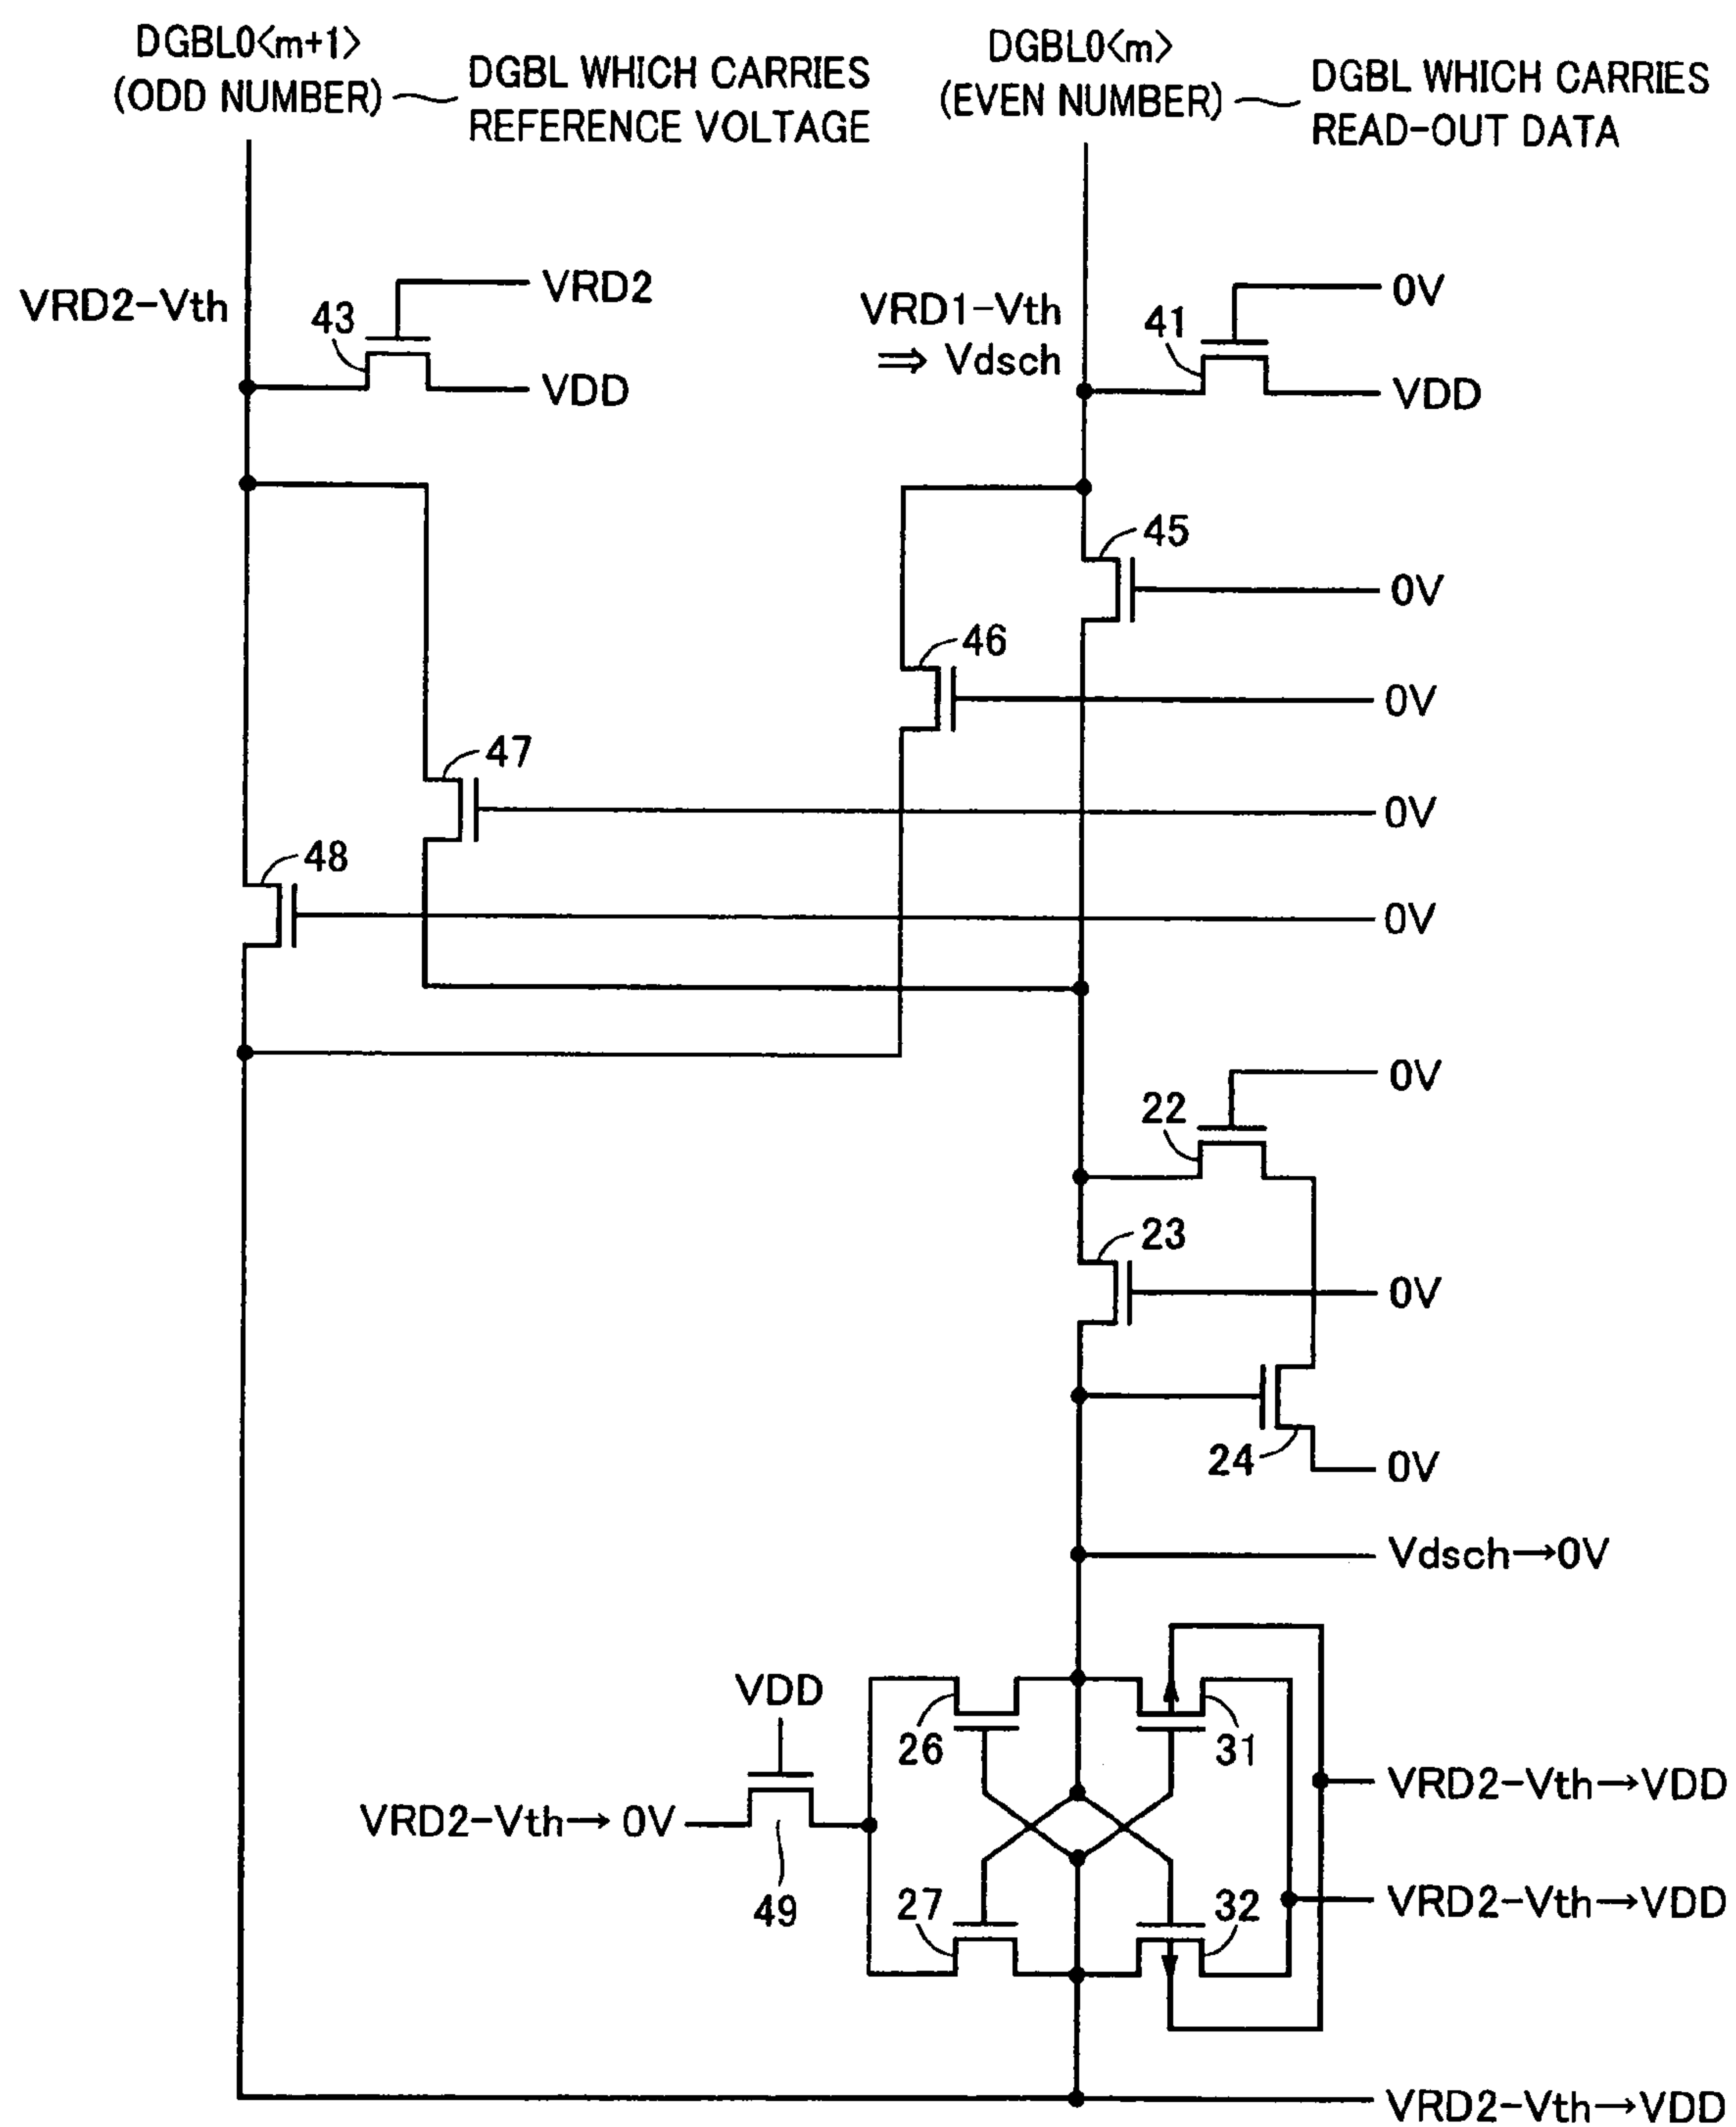 DGBL0<m+1>
(ODD NUMBER)
DGBL WHICH CARRIES
REFERENCE VOLTAGE
DGBL0<m>
(EVEN NUMBER)
DGBL WHICH CARRIES
READ-OUT DATA
VRD2-Vth
43
VRD2
VDD
VRD1-Vth
⇒ Vdsch
41
0V
VDD
45
0V
46
0V
47
0V
48
0V
0V
22
23
0V
24
0V
Vdsch→0V
VDD
26
31
VRD2-Vth→VDD
VRD2-Vth→ 0V
49
27
32
VRD2-Vth→VDD
VRD2-Vth→VDD